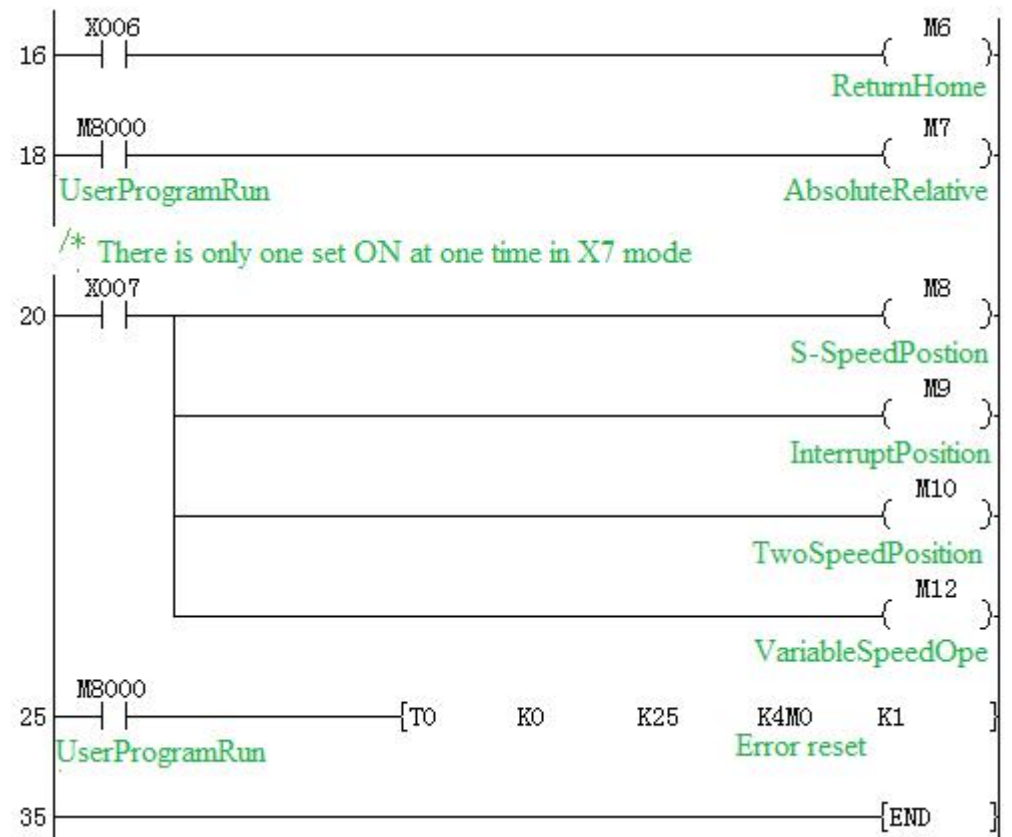 X006 M6
16
ReturnHome
M8000 M7
18
UserProgramRun AbsoluteRelative
/* There is only one set ON at one time in X7 mode
X007 M8
20
S-SpeedPostion
M9
InterruptPosition
M10
TwoSpeedPosition
M12
VariableSpeedOpe
M8000
25 [TO K0 K25 K4M0 K1 ]
UserProgramRun Error reset
35 [END ]